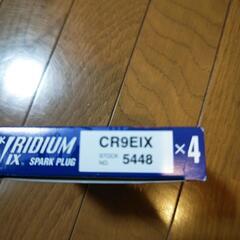 IRIDIUM
IX SPARK PLUG
CR9EIX
STOCK NO. 5448
×4